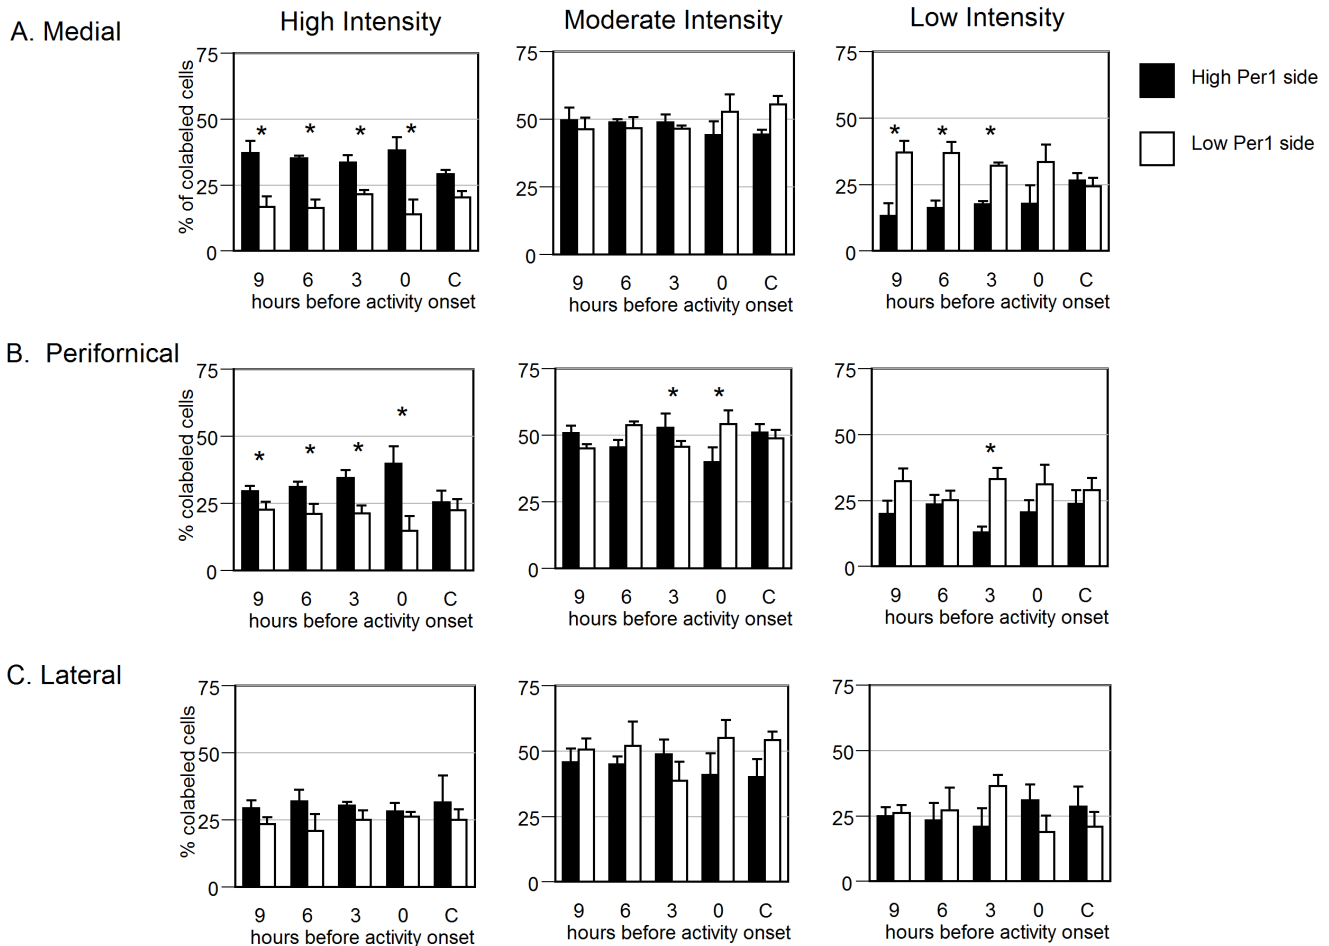 A. Medial
High Intensity
Moderate Intensity
Low Intensity
High Per1 side
Low Per1 side
% of colabeled cells
75
50
25
0
* * * *
9 6 3 0 C
hours before activity onset
75
50
25
0
9 6 3 0 C
hours before activity onset
75
50
25
0
* * *
9 6 3 0 C
hours before activity onset
B. Perifornical
% colabeled cells
75
50
25
0
* * * *
9 6 3 0 C
hours before activity onset
75
50
25
0
* *
9 6 3 0 C
hours before activity onset
75
50
25
0
*
9 6 3 0 C
hours before activity onset
C. Lateral
% colabeled cells
75
50
25
0
9 6 3 0 C
hours before activity onset
75
50
25
0
9 6 3 0 C
hours before activity onset
75
50
25
0
9 6 3 0 C
hours before activity onset